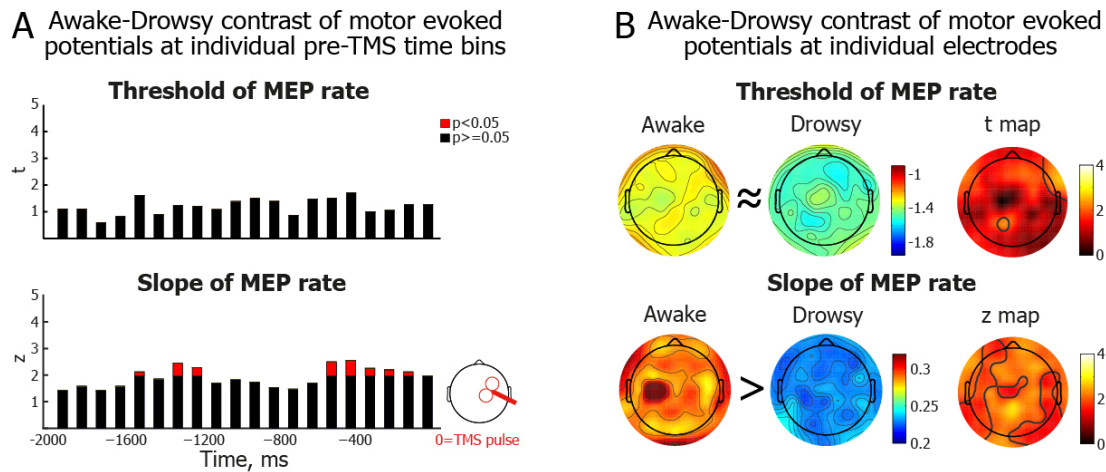 A Awake-Drowsy contrast of motor evoked
potentials at individual pre-TMS time bins
Threshold of MEP rate
5
4
3
2
1
t
p<0.05
p>=0.05
Slope of MEP rate
5
4
3
2
1
z
-2000 -1600 -1200 -800 -400
Time, ms
0=TMS pulse
B Awake-Drowsy contrast of motor evoked
potentials at individual electrodes
Threshold of MEP rate
Awake Drowsy t map
≈
-1
-1.4
-1.8
4
2
0
Slope of MEP rate
Awake Drowsy z map
>
0.3
0.25
0.2
4
2
0